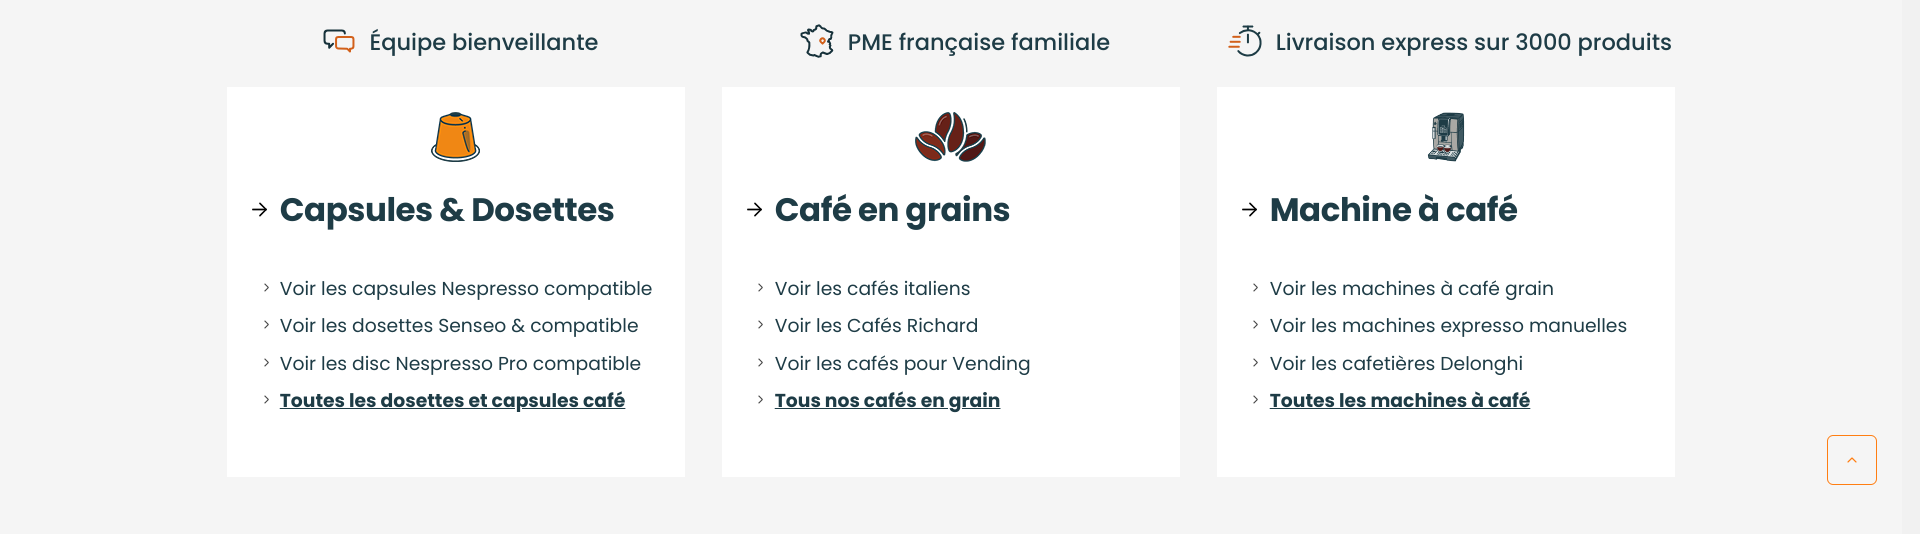 Équipe bienveillante
PME française familiale
Livraison express sur 3000 produits
Capsules & Dosettes
Voir les capsules Nespresso compatible
Voir les dosettes Senseo & compatible
Voir les disc Nespresso Pro compatible
Toutes les dosettes et capsules café
Café en grains
Voir les cafés italiens
Voir les Cafés Richard
Voir les cafés pour Vending
Tous nos cafés en grain
Machine à café
Voir les machines à café grain
Voir les machines expresso manuelles
Voir les cafetières Delonghi
Toutes les machines à café